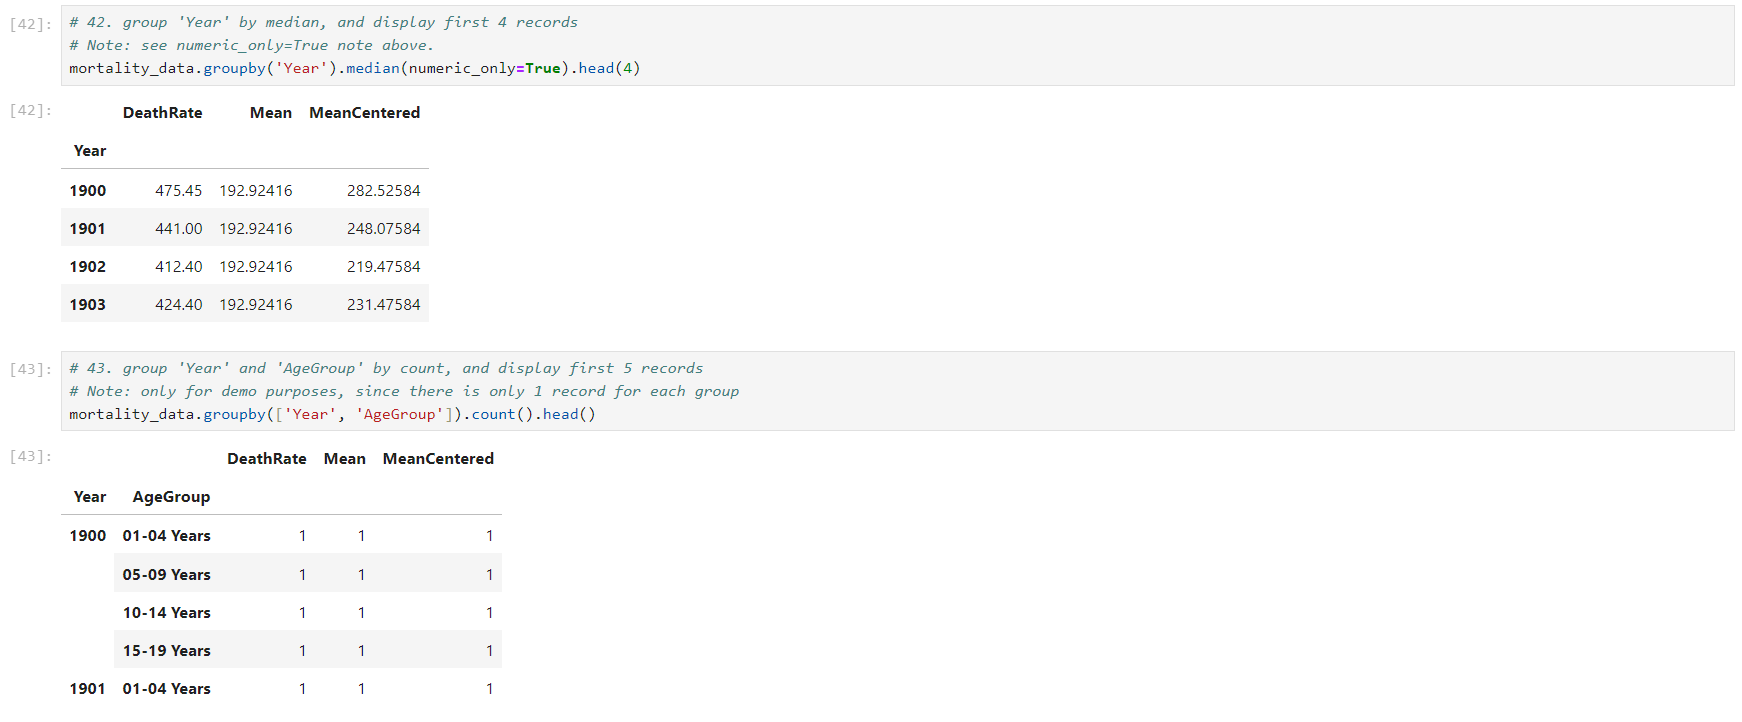 [42]:
# 42. group 'Year' by median, and display first 4 records
# Note: see numeric_only=True note above.
mortality_data.groupby('Year').median(numeric_only=True).head(4)
[42]:
DeathRate Mean MeanCentered
Year
1900 475.45 192.92416 282.52584
1901 441.00 192.92416 248.07584
1902 412.40 192.92416 219.47584
1903 424.40 192.92416 231.47584
[43]:
# 43. group 'Year' and 'AgeGroup' by count, and display first 5 records
# Note: only for demo purposes, since there is only 1 record for each group
mortality_data.groupby(['Year', 'AgeGroup']).count().head()
[43]:
DeathRate Mean MeanCentered
Year AgeGroup
1900 01-04 Years 1 1 1
05-09 Years 1 1 1
10-14 Years 1 1 1
15-19 Years 1 1 1
1901 01-04 Years 1 1 1